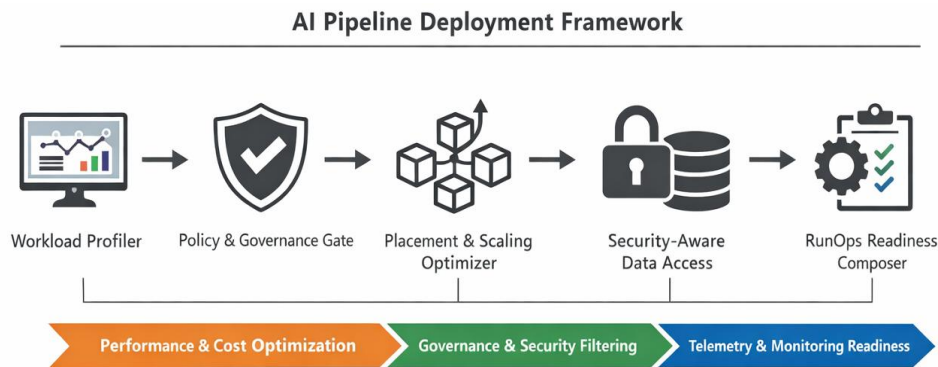 AI Pipeline Deployment Framework
Workload Profiler
Policy & Governance Gate
Placement & Scaling
Optimizer
Security-Aware
Data Access
RunOps Readiness
Composer
Performance & Cost Optimization
Governance & Security Filtering
Telemetry & Monitoring Readiness